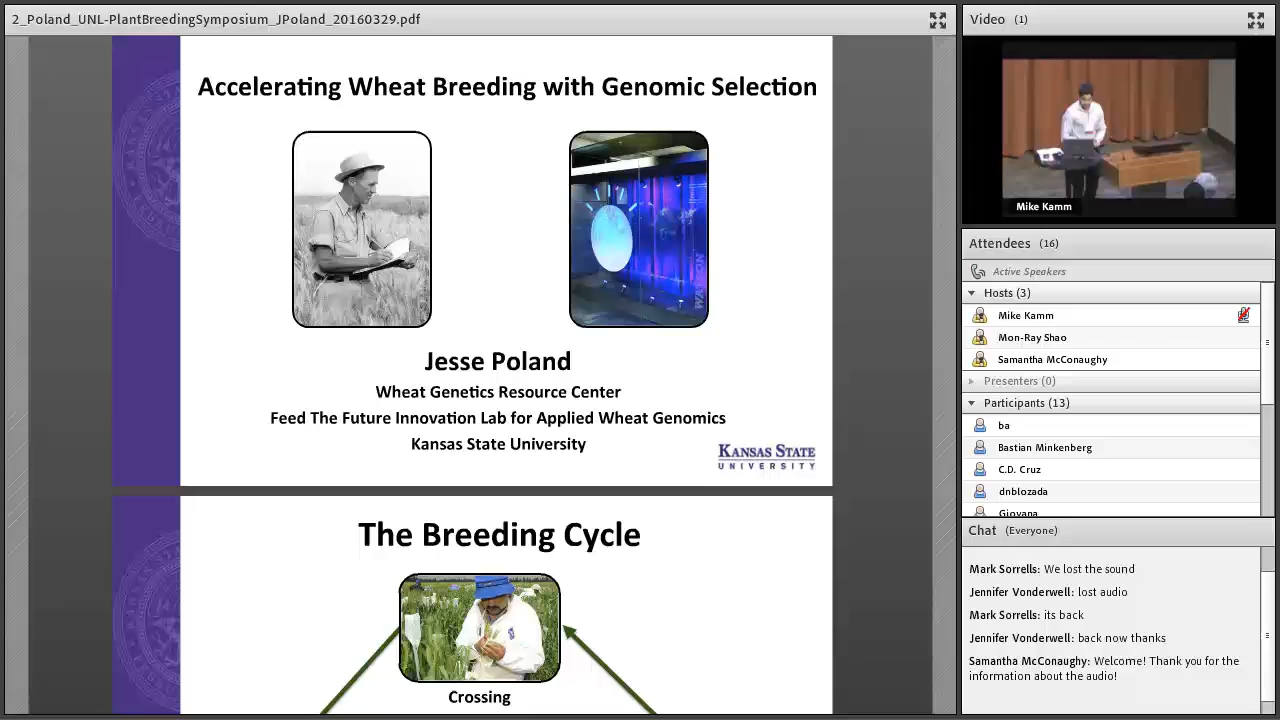 2_Poland_UNL-PlantBreedingSymposium_JPoland_20160329.pdf
Accelerating Wheat Breeding with Genomic Selection
Jesse Poland
Wheat Genetics Resource Center
Feed The Future Innovation Lab for Applied Wheat Genomics
Kansas State University
KANSAS STATE
UNIVERSITY
The Breeding Cycle
Crossing
Video (1)
Mike Kamm
Attendees (16)
Active Speakers
Hosts (3)
Mike Kamm
Mon-Ray Shao
Samantha McConaughy
Presenters (0)
Participants (13)
ba
Bastian Minkenberg
C.D. Cruz
dnblozada
Giovana
Chat (Everyone)
Mark Sorrells: We lost the sound
Jennifer Vonderwell: lost audio
Mark Sorrells: its back
Jennifer Vonderwell: back now thanks
Samantha McConaughy: Welcome! Thank you for
information about the audio!